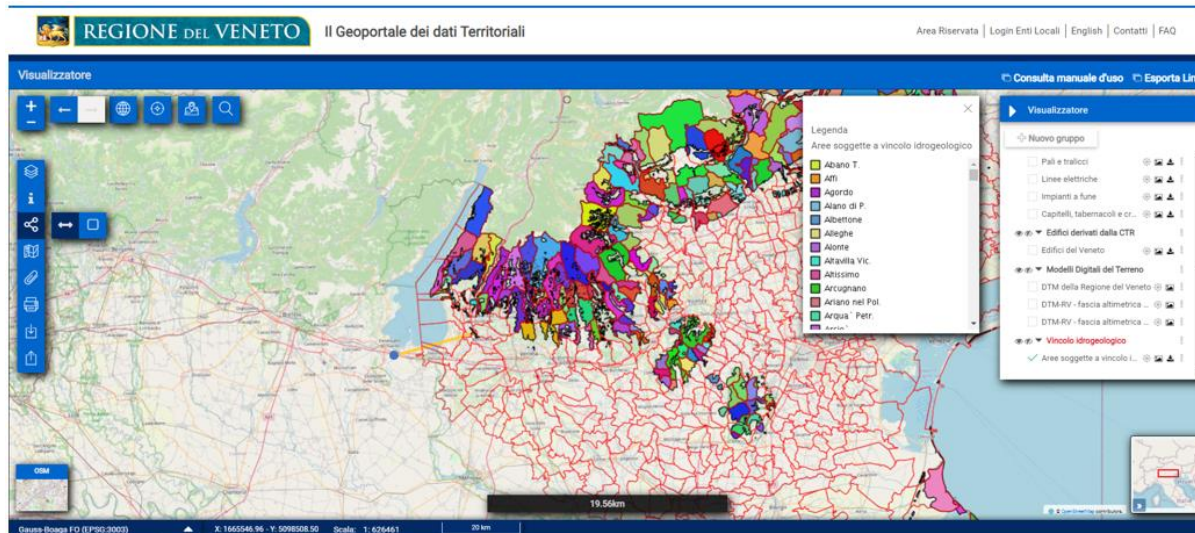 REGIONE DEL VENETO
Il Geoportale dei dati Territoriali
Area Riservata | Login Enti Locali | English | Contatti | FAQ
Visualizzatore
Consulta manuale d'uso Esporta Lin
Visualizzatore
Nuovo gruppo
Pali e tralicci
Linee elettriche
Impianti a fune
Capitelli, tabernacoli e cr...
Edifici derivati dalla CTR
Edifici del Veneto
Modelli Digitali del Terreno
DTM della Regione del Veneto
DTM-RV - fascia altimetrica ...
DTM-RV - fascia altimetrica ...
Vincolo idrogeologico
Aree soggette a vincolo i...
Legenda
Aree soggette a vincolo idrogeologico
Abano T.
Affi
Agordo
Alano di P.
Albettone
Alleghe
Alonte
Altavilla Vic.
Altissimo
Arcugnano
Ariano nel Pol.
Arqua` Petr.
OSM
19.56km
© OpenStreetMap contributors.
Gauss-Boaga FO (EPSG:3003) X: 1665546.96 - Y: 5098508.50 Scala: 1: 626461 20 km